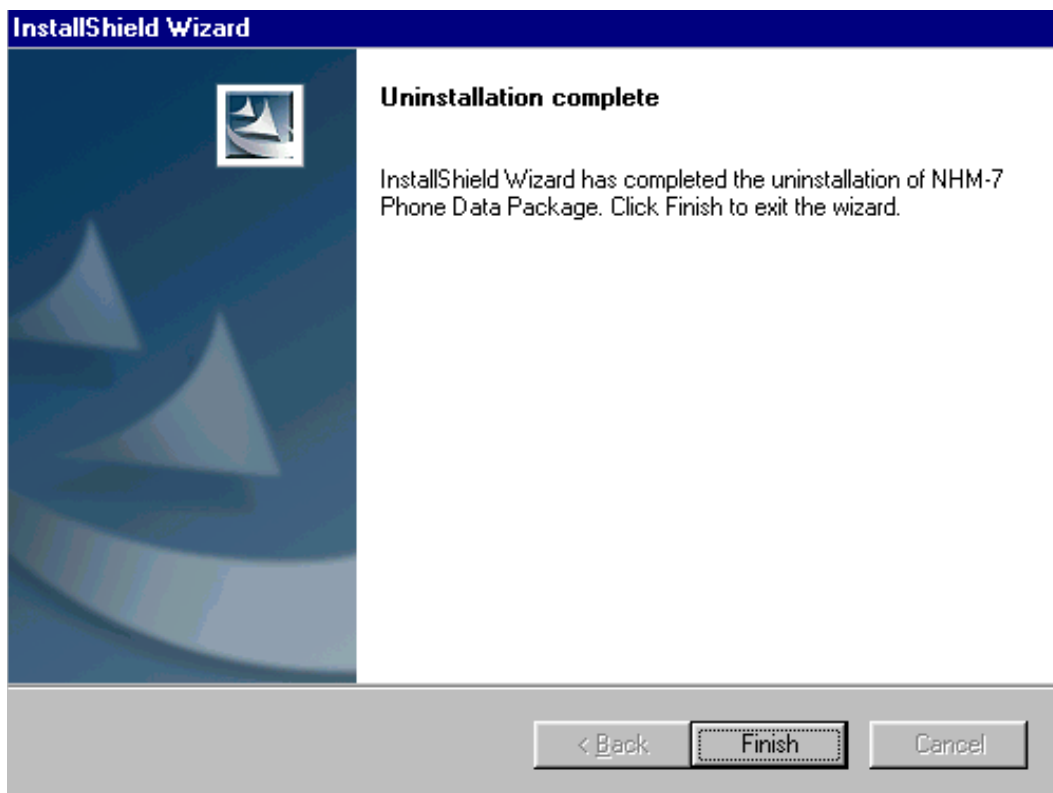 InstallShield Wizard
Uninstallation complete
InstallShield Wizard has completed the uninstallation of NHM-7
Phone Data Package. Click Finish to exit the wizard.
< Back
Finish
Cancel